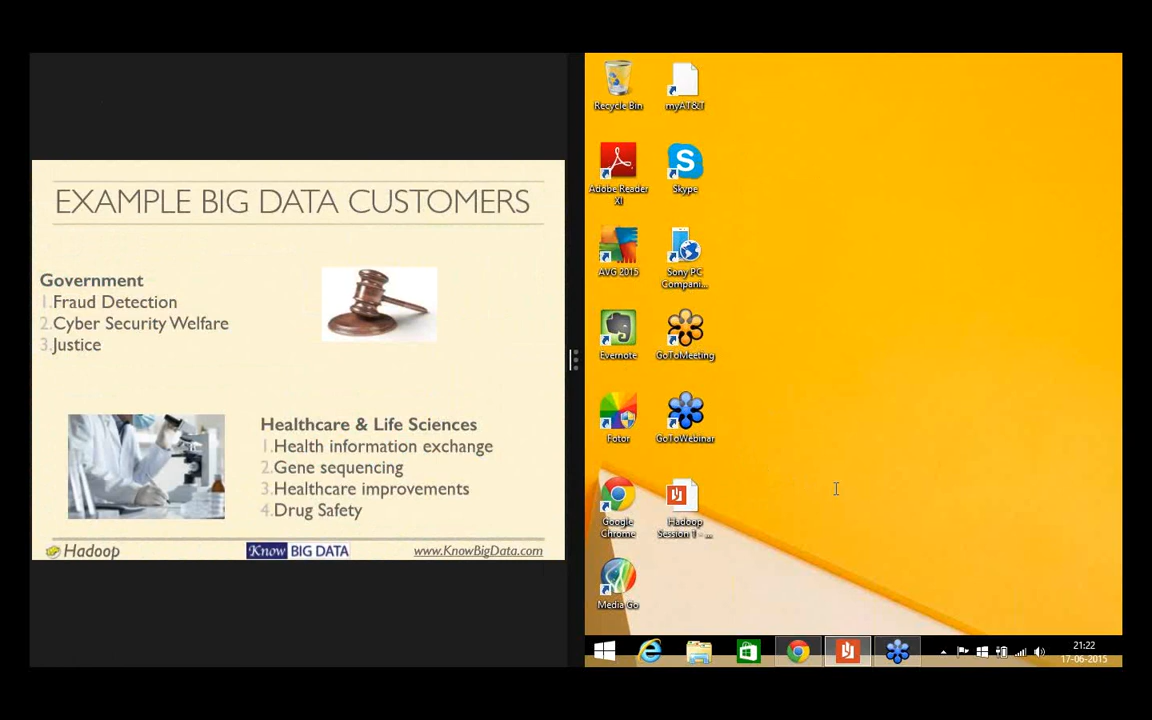 EXAMPLE BIG DATA CUSTOMERS
Government
1.Fraud Detection
2.Cyber Security Welfare
3.Justice
Healthcare & Life Sciences
1.Health information exchange
2.Gene sequencing
3.Healthcare improvements
4.Drug Safety
Hadoop
Know BIG DATA
www.KnowBigData.com
Recycle Bin
myAT&T
Adobe Reader
XI
Skype
AVG 2015
Sony PC
Compani...
Evernote
GoToMeeting
Fotor
GoToWebinar
Google
Chrome
Hadoop
Session 1 - ...
Media Go
21:22
17-06-2015